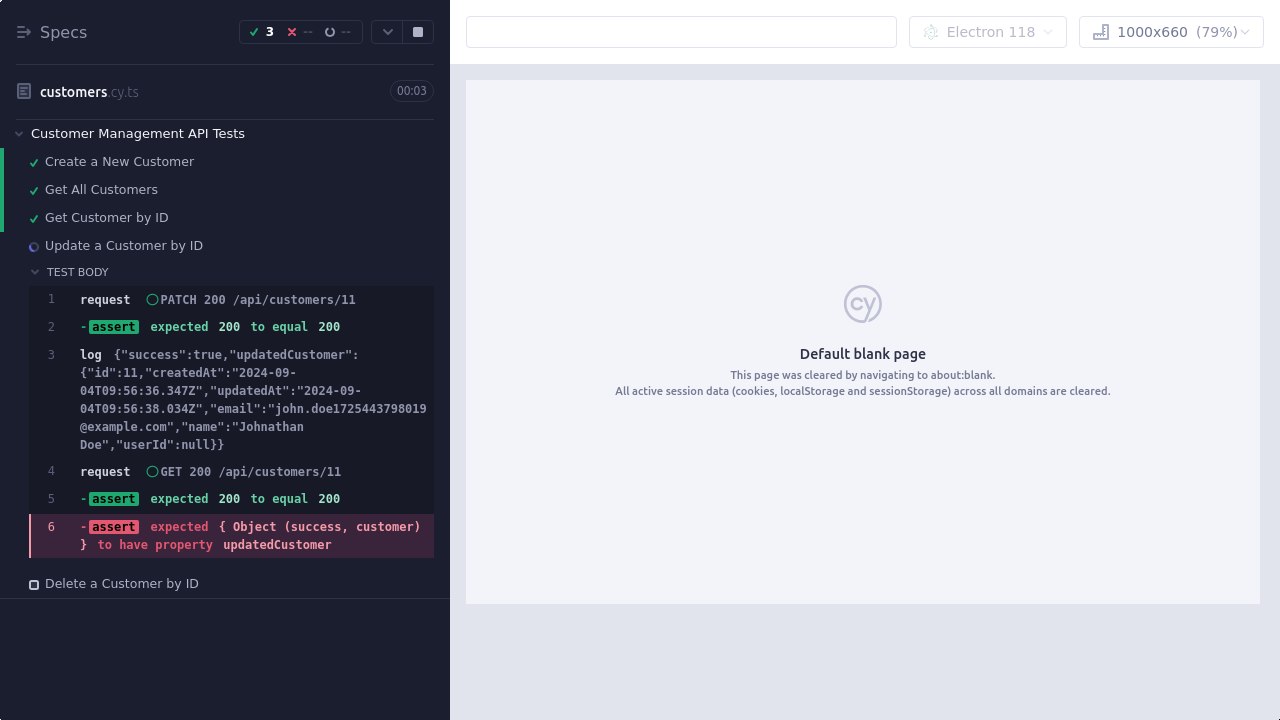 Specs
3
--
--
customers.cy.ts
00:03
Customer Management API Tests
Create a New Customer
Get All Customers
Get Customer by ID
Update a Customer by ID
TEST BODY
1 request PATCH 200 /api/customers/11
2 -assert expected 200 to equal 200
3 log {"success":true,"updatedCustomer":
{"id":11,"createdAt":"2024-09-
04T09:56:36.347Z","updatedAt":"2024-09-
04T09:56:38.034Z","email":"john.doe1725443798019
@example.com","name":"Johnathan
Doe","userId":null}}
4 request GET 200 /api/customers/11
5 -assert expected 200 to equal 200
6 -assert expected { Object (success, customer)
} to have property updatedCustomer
Delete a Customer by ID
Electron 118
1000x660 (79%)
cy
Default blank page
This page was cleared by navigating to about:blank.
All active session data (cookies, localStorage and sessionStorage) across all domains are cleared.